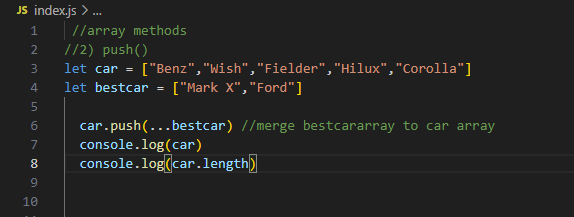 JS index.js > ...
1 //array methods
2 //2) push()
3 let car = ["Benz","Wish","Fielder","Hilux","Corolla"]
4 let bestcar = ["Mark X","Ford"]
5
6 car.push(...bestcar) //merge bestcararray to car array
7 console.log(car)
8 console.log(car.length)
9
10